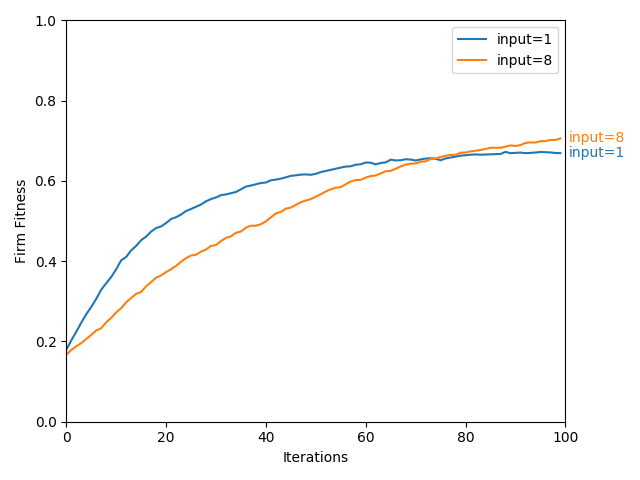 1.0
0.8
0.6
0.4
0.2
0.0
Firm Fitness
input=1
input=8
input=8
input=1
0 20 40 60 80 100
Iterations